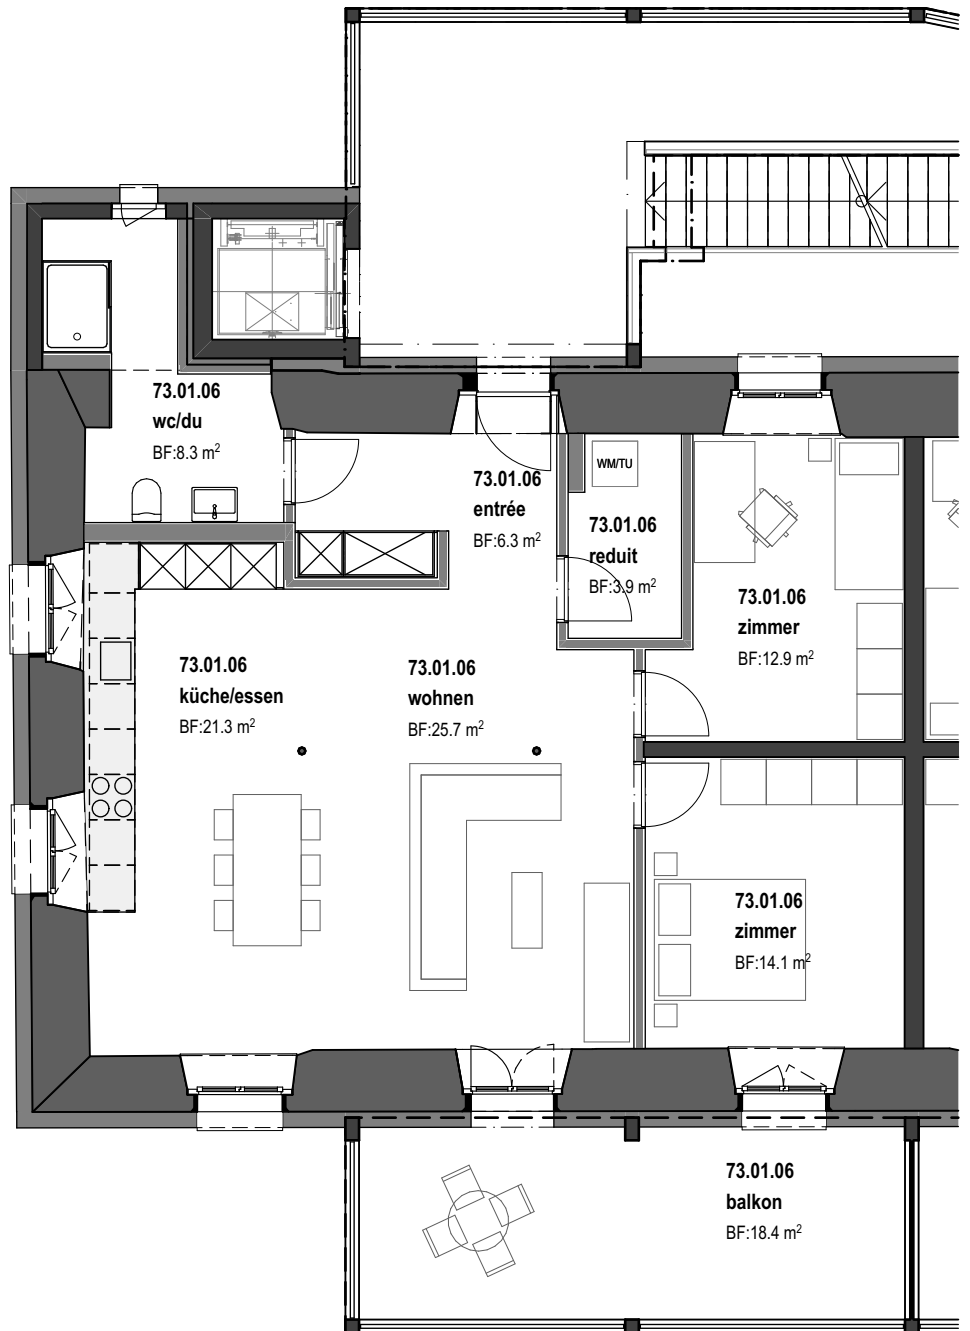 73.01.06
wc/du
BF:8.3 m²
73.01.06
entrée
BF:6.3 m²
WM/TU
73.01.06
reduit
BF:3.9 m²
73.01.06
zimmer
BF:12.9 m²
73.01.06
küche/essen
BF:21.3 m²
73.01.06
wohnen
BF:25.7 m²
73.01.06
zimmer
BF:14.1 m²
73.01.06
balkon
BF:18.4 m²